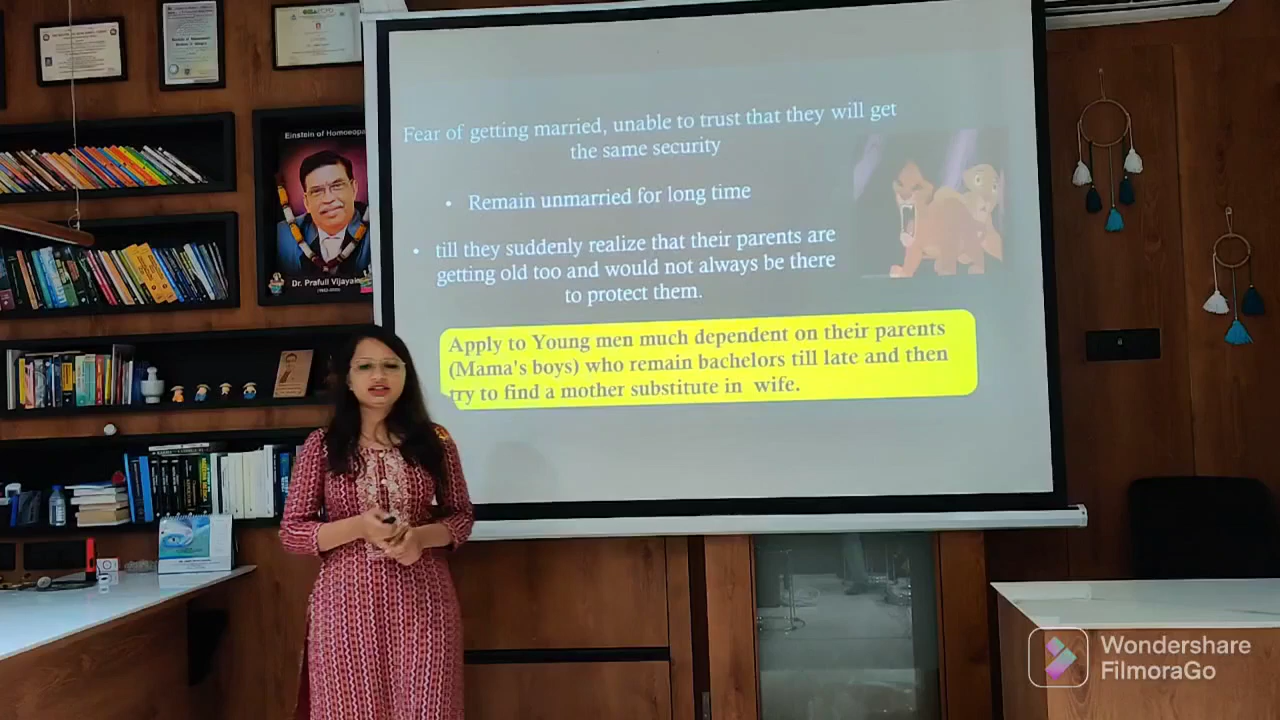 Einstein of Homoeopa
Dr. Prafull Vijayak
Fear of getting married, unable to trust that they will get
the same security
• Remain unmarried for long time
• till they suddenly realize that their parents are
getting old too and would not always be there
to protect them.
Apply to Young men much dependent on their parents
(Mama's boys) who remain bachelors till late and then
try to find a mother substitute in wife.
Wondershare
FilmoraGo